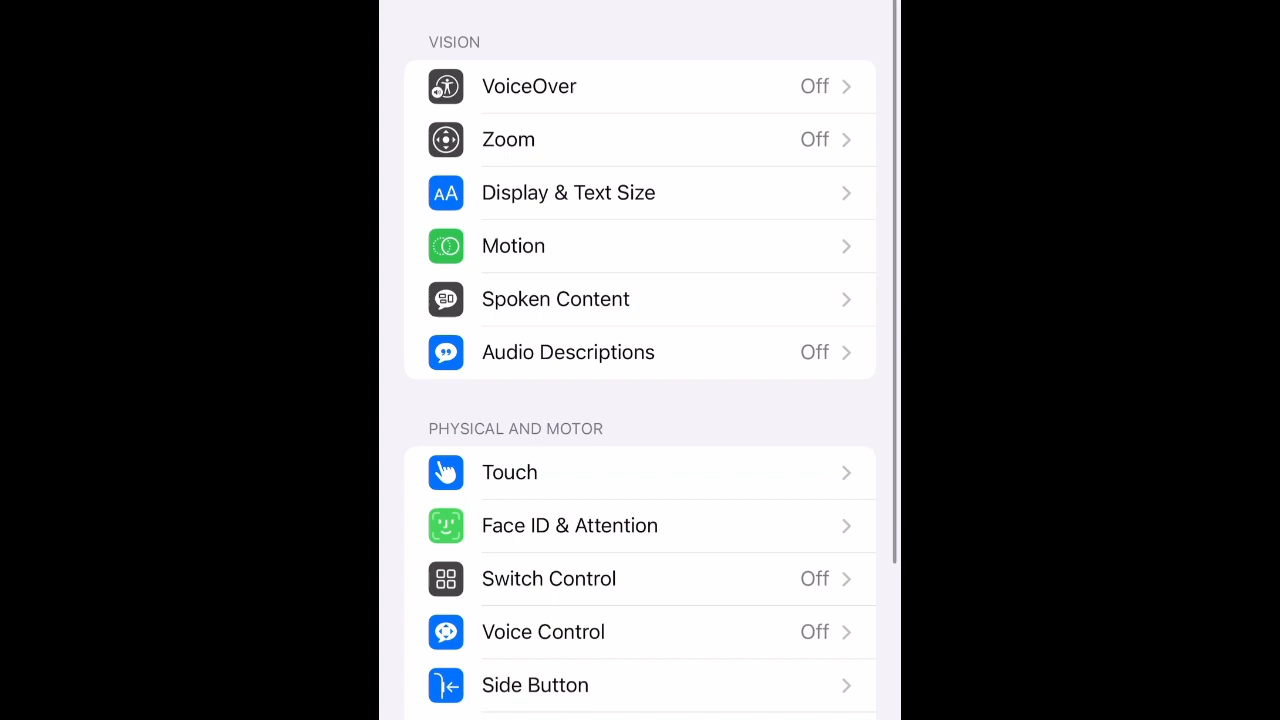 VISION
VoiceOver Off
Zoom Off
AA Display & Text Size
Motion
Spoken Content
Audio Descriptions Off
PHYSICAL AND MOTOR
Touch
Face ID & Attention
Switch Control Off
Voice Control Off
Side Button